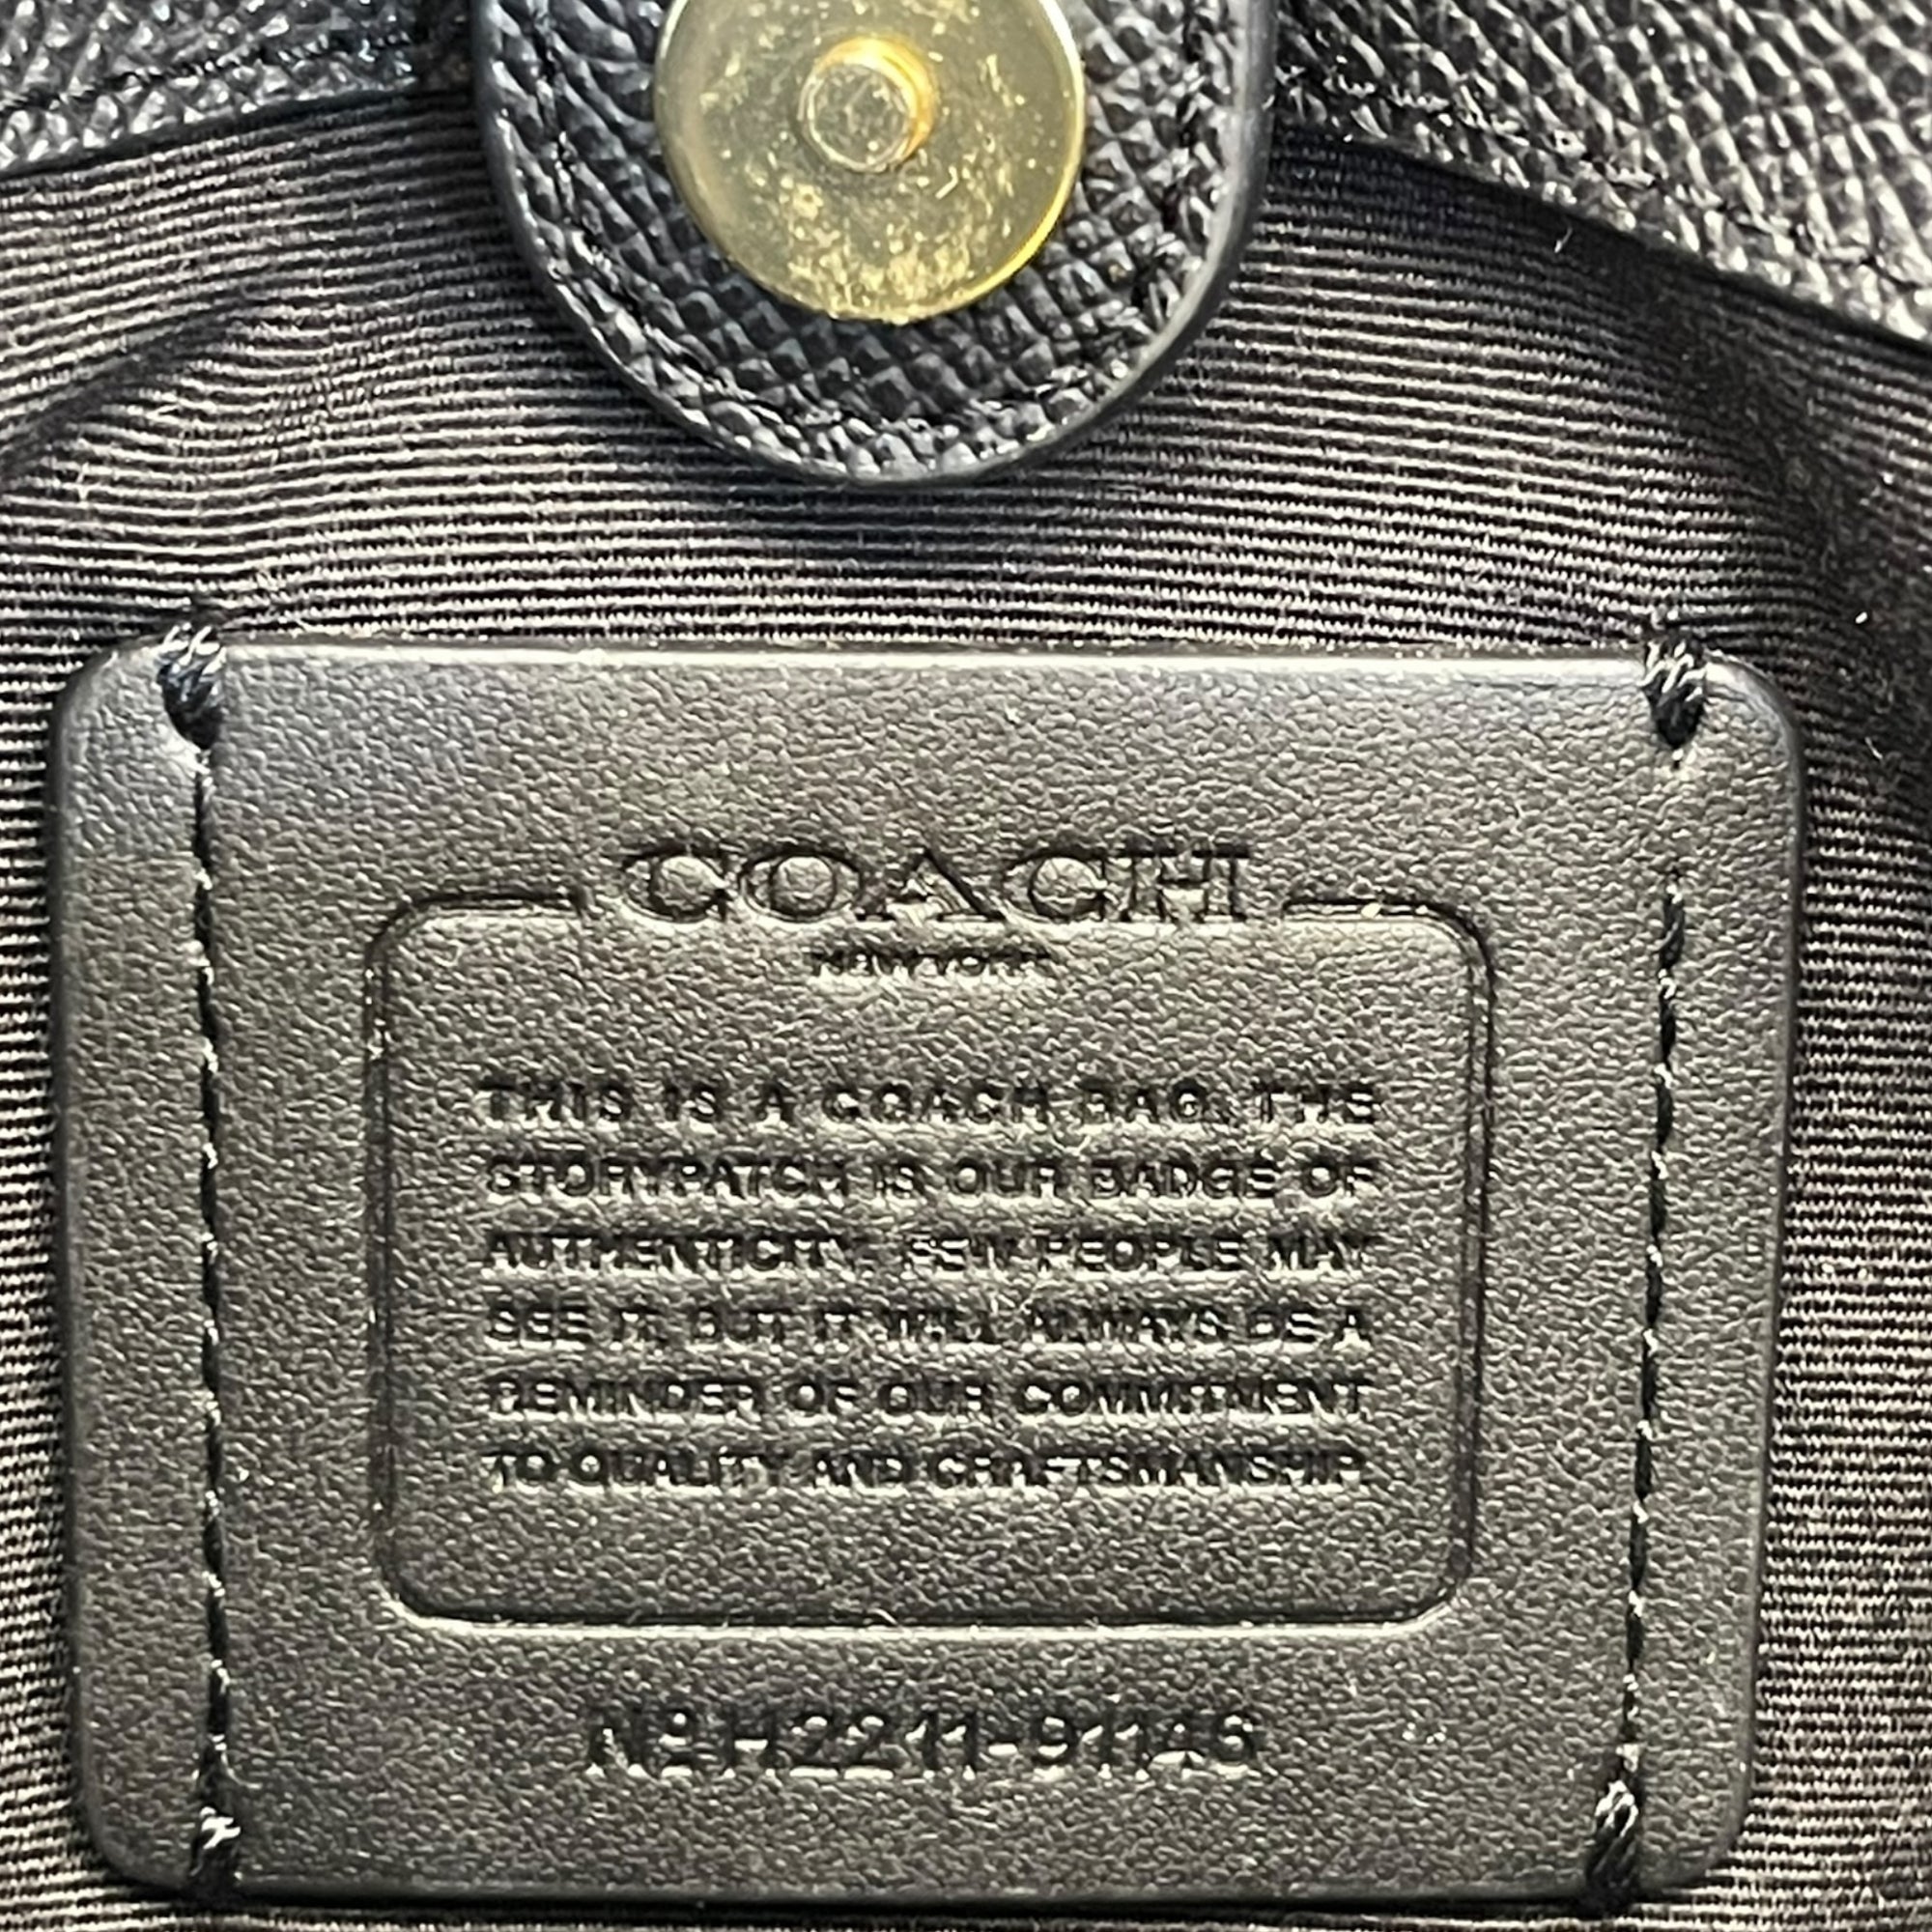 COACH
NEW YORK
THIS IS A COACH BAG. THE
STORYPATCH IS OUR BADGE OF
AUTHENTICITY. FEW PEOPLE MAY
SEE IT, BUT IT WILL ALWAYS BE A
REMINDER OF OUR COMMITMENT
TO QUALITY AND CRAFTSMANSHIP.
Nº H2211-91146